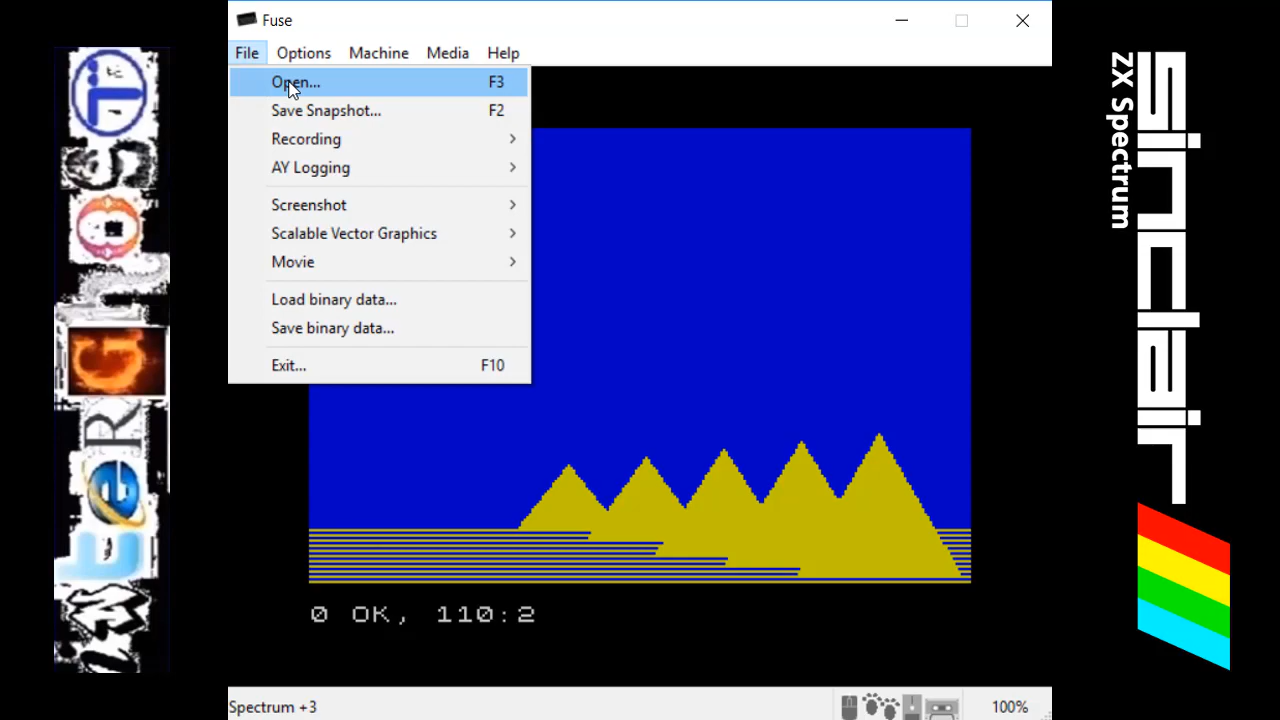 Fuse
File Options Machine Media Help
Open... F3
Save Snapshot... F2
Recording
AY Logging
Screenshot
Scalable Vector Graphics
Movie
Load binary data...
Save binary data...
Exit... F10
0 OK, 110:2
Spectrum +3
100%
sinclair
ZX Spectrum